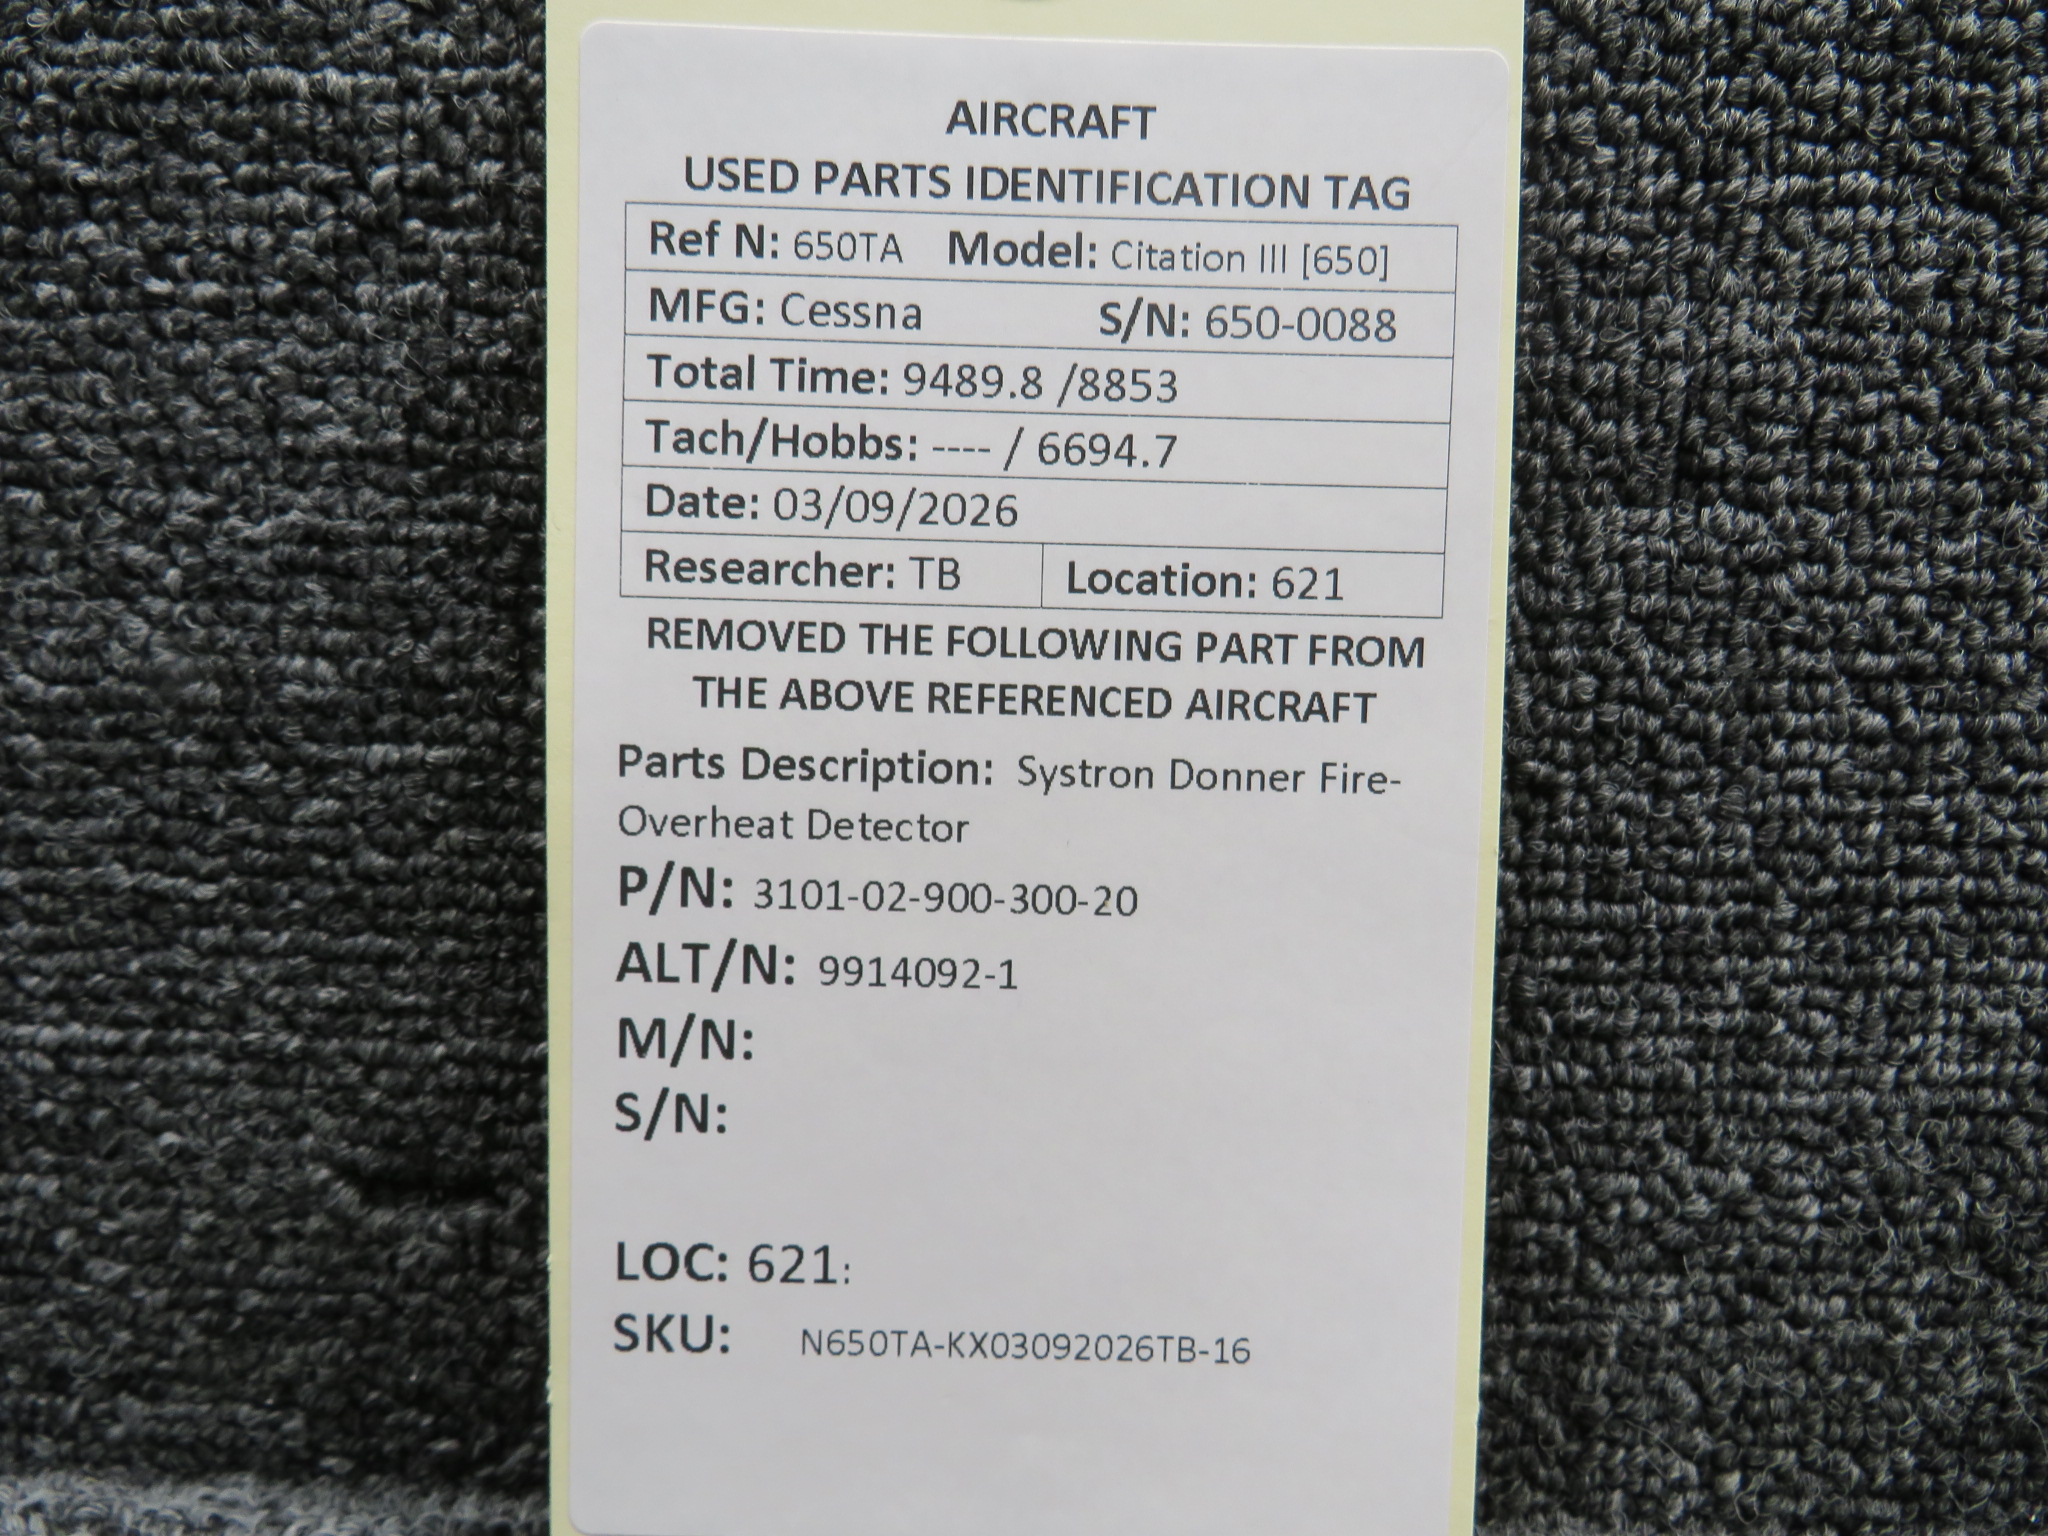 AIRCRAFT
USED PARTS IDENTIFICATION TAG
Ref N: 650TA Model: Citation III [650]
MFG: Cessna S/N: 650-0088
Total Time: 9489.8 /8853
Tach/Hobbs: ---- / 6694.7
Date: 03/09/2026
Researcher: TB Location: 621
REMOVED THE FOLLOWING PART FROM
THE ABOVE REFERENCED AIRCRAFT
Parts Description: Systron Donner Fire-
Overheat Detector
P/N: 3101-02-900-300-20
ALT/N: 9914092-1
M/N:
S/N:
LOC: 621:
SKU: N650TA-KX03092026TB-16